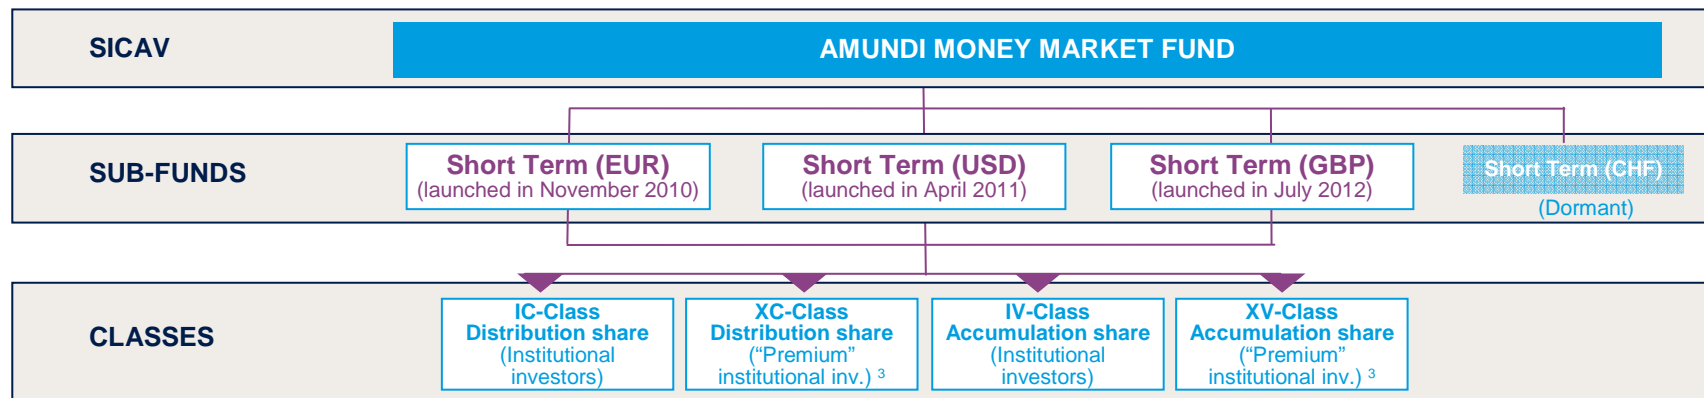 SICAV
AMUNDI MONEY MARKET FUND
SUB-FUNDS
Short Term (EUR)
(launched in November 2010)
Short Term (USD)
(launched in April 2011)
Short Term (GBP)
(launched in July 2012)
Short Term (CHF)
(Dormant)
CLASSES
IC-Class
Distribution share
(Institutional
investors)
XC-Class
Distribution share
(“Premium”
institutional inv.) ³
IV-Class
Accumulation share
(Institutional
investors)
XV-Class
Accumulation share
(“Premium”
institutional inv.) ³